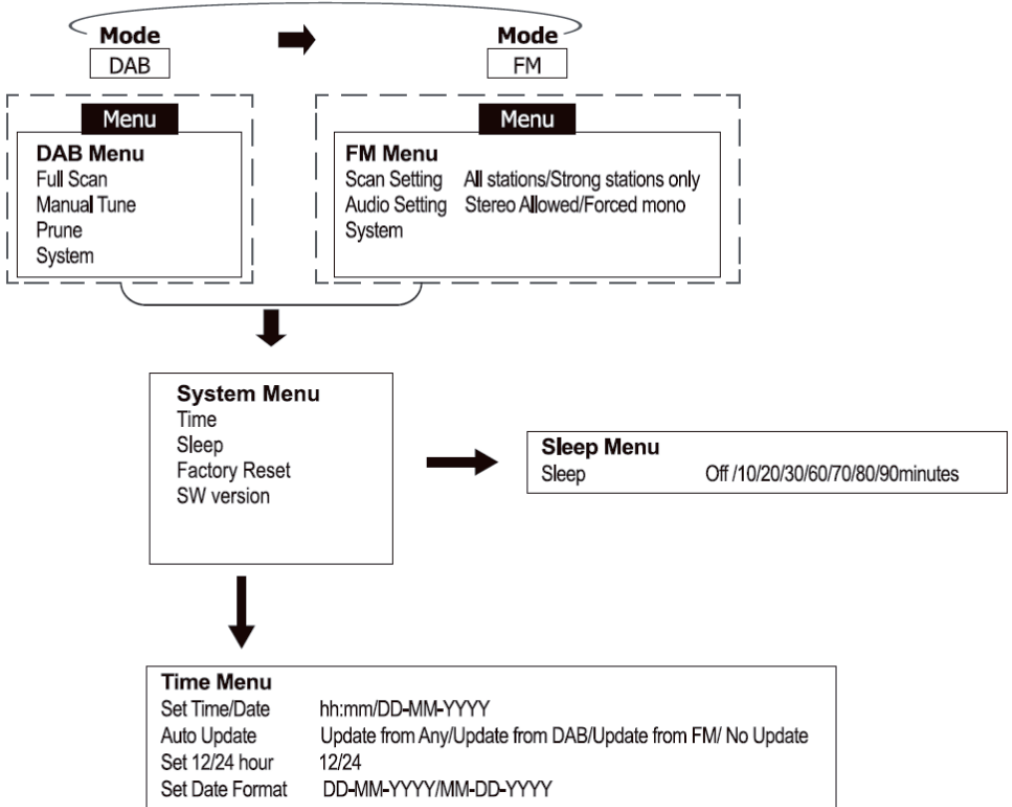 Mode
DAB
Mode
FM
Menu
DAB Menu
Full Scan
Manual Tune
Prune
System
Menu
FM Menu
Scan Setting All stations/Strong stations only
Audio Setting Stereo Allowed/Forced mono
System
System Menu
Time
Sleep
Factory Reset
SW version
Sleep Menu
Sleep Off /10/20/30/60/70/80/90minutes
Time Menu
Set Time/Date hh:mm/DD-MM-YYYY
Auto Update Update from Any/Update from DAB/Update from FM/ No Update
Set 12/24 hour 12/24
Set Date Format DD-MM-YYYY/MM-DD-YYYY